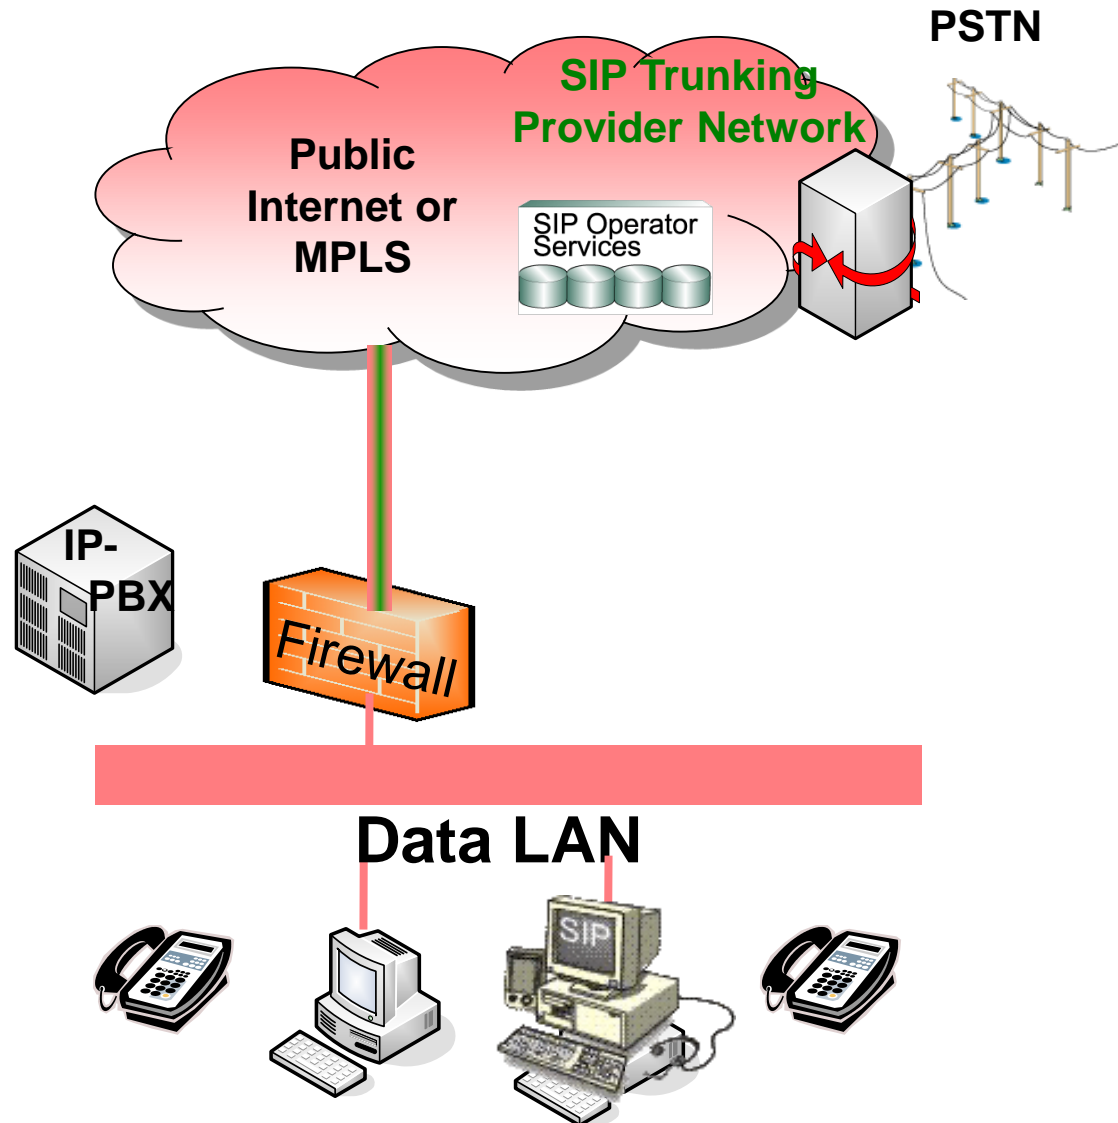 PSTN
SIP Trunking
Provider Network
Public
Internet or
MPLS
SIP Operator
Services
IP-
PBX
Firewall
Data LAN
SIP